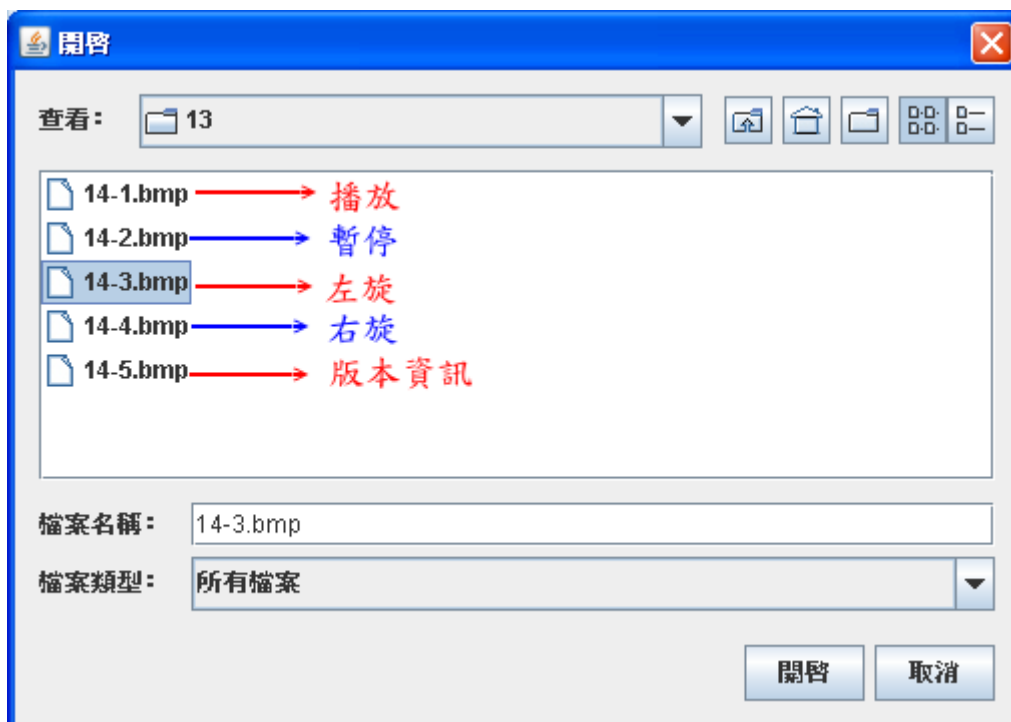 開啓
查看： 13
14-1.bmp 播放
14-2.bmp 暫停
14-3.bmp 左旋
14-4.bmp 右旋
14-5.bmp 版本資訊
檔案名稱： 14-3.bmp
檔案類型： 所有檔案
開啓 取消